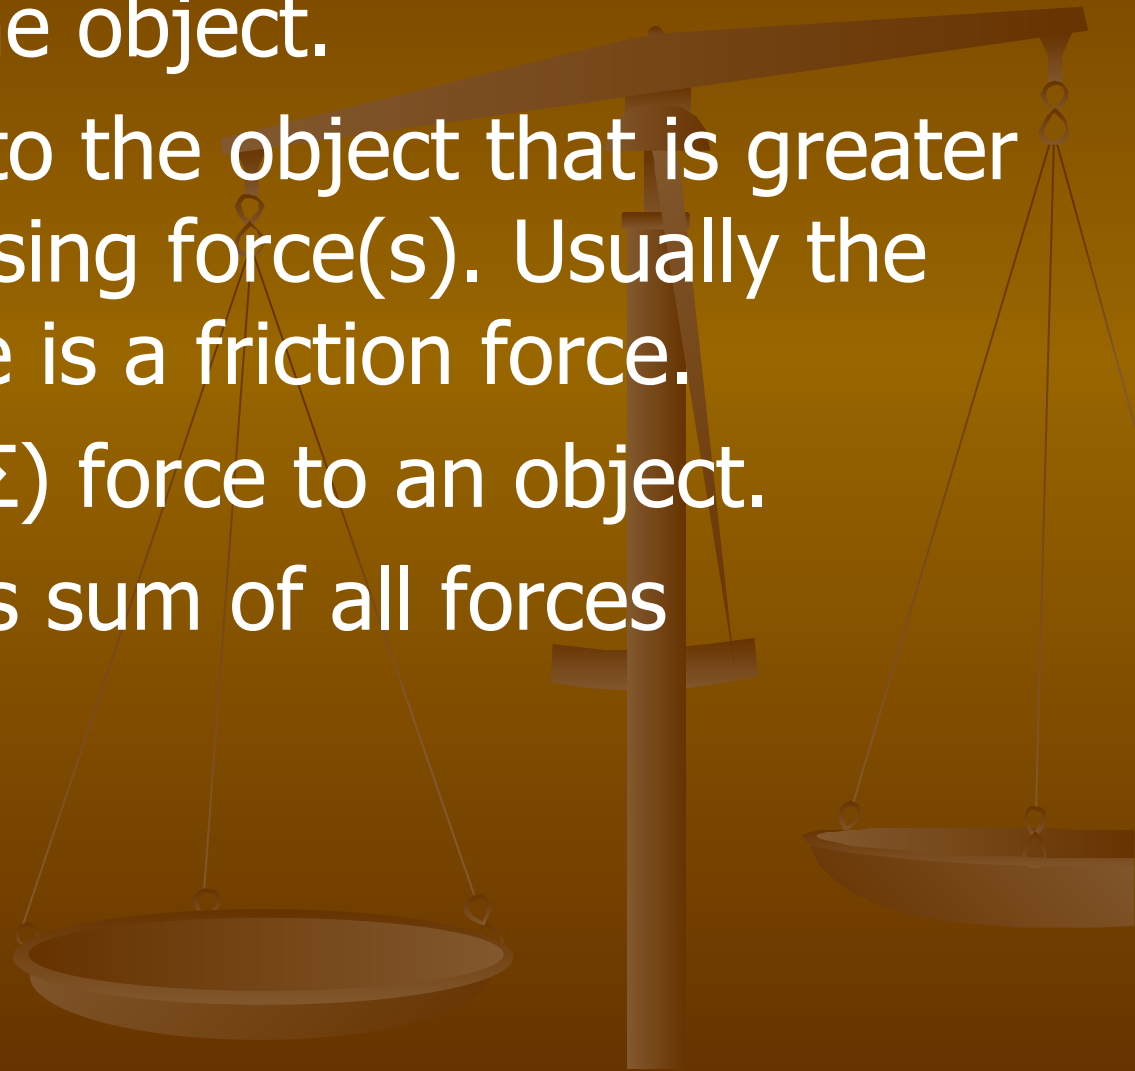 e object.
to the object that is greater
sing force(s). Usually the
e is a friction force.
Σ) force to an object.
s sum of all forces